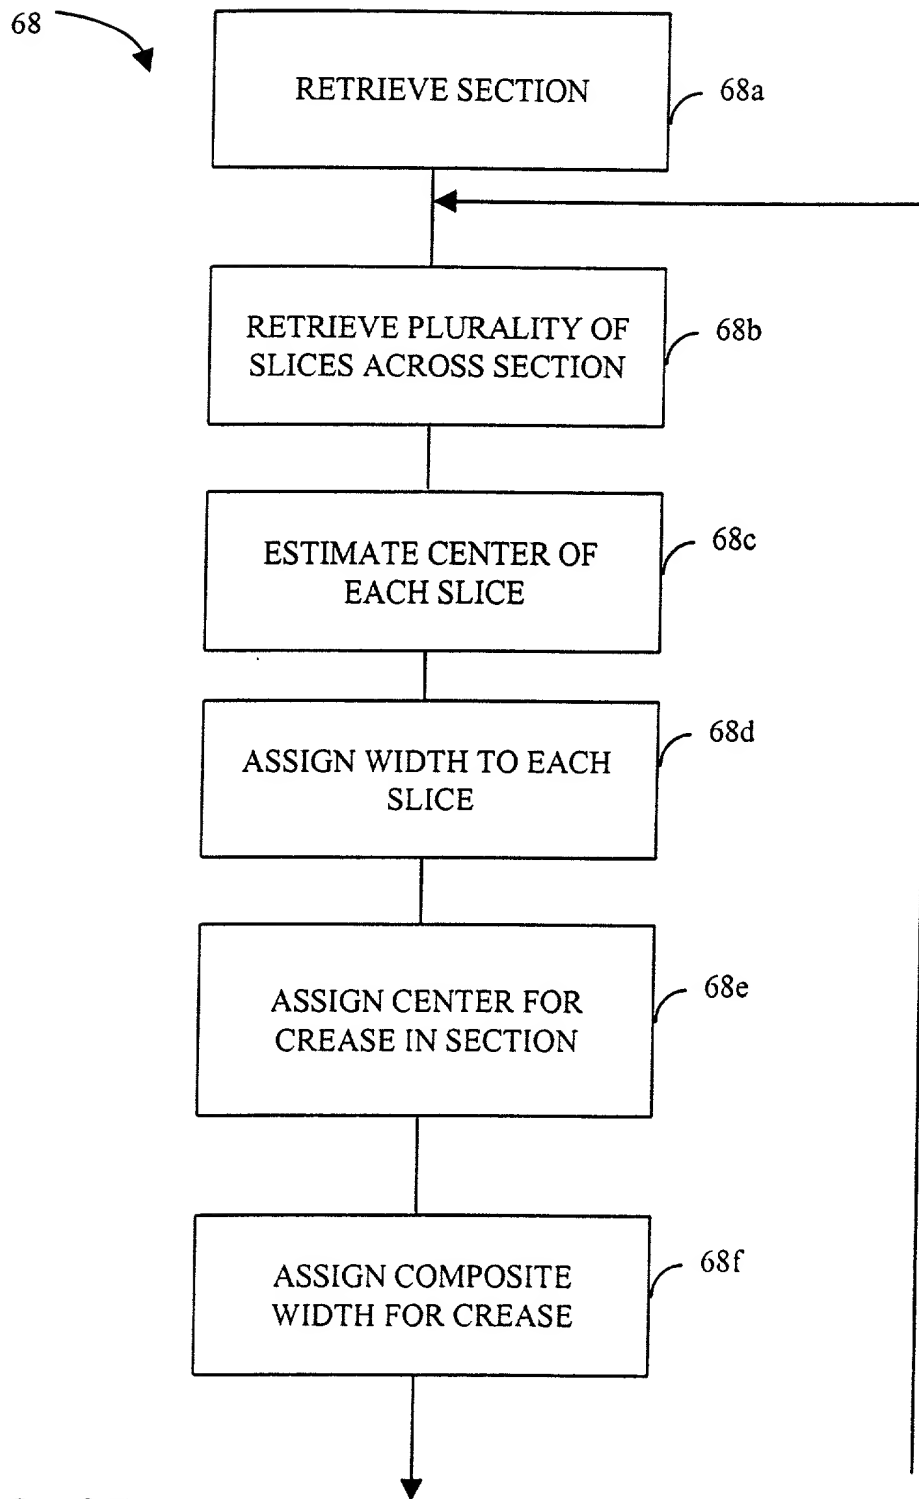 68
RETRIEVE SECTION
68a
RETRIEVE PLURALITY OF
SLICES ACROSS SECTION
68b
ESTIMATE CENTER OF
EACH SLICE
68c
ASSIGN WIDTH TO EACH
SLICE
68d
ASSIGN CENTER FOR
CREASE IN SECTION
68e
ASSIGN COMPOSITE
WIDTH FOR CREASE
68f